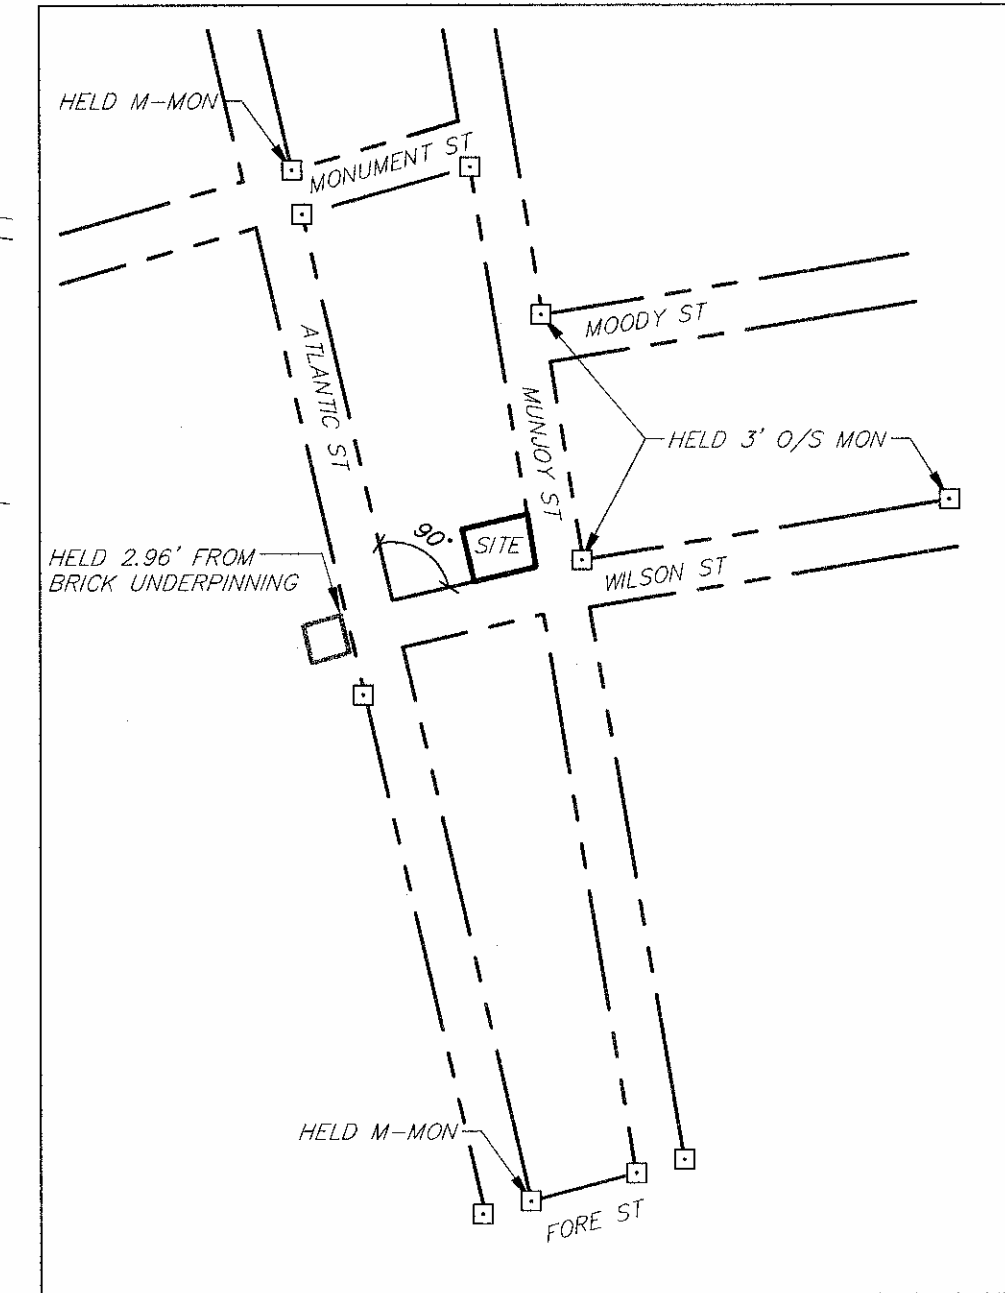 HELD M-MON
MONUMENT ST
MOODY ST
ATLANTIC ST
MUNJOY ST
HELD 3' O/S MON
90°
SITE
HELD 2.96' FROM
BRICK UNDERPINNING
WILSON ST
HELD M-MON
FORE ST